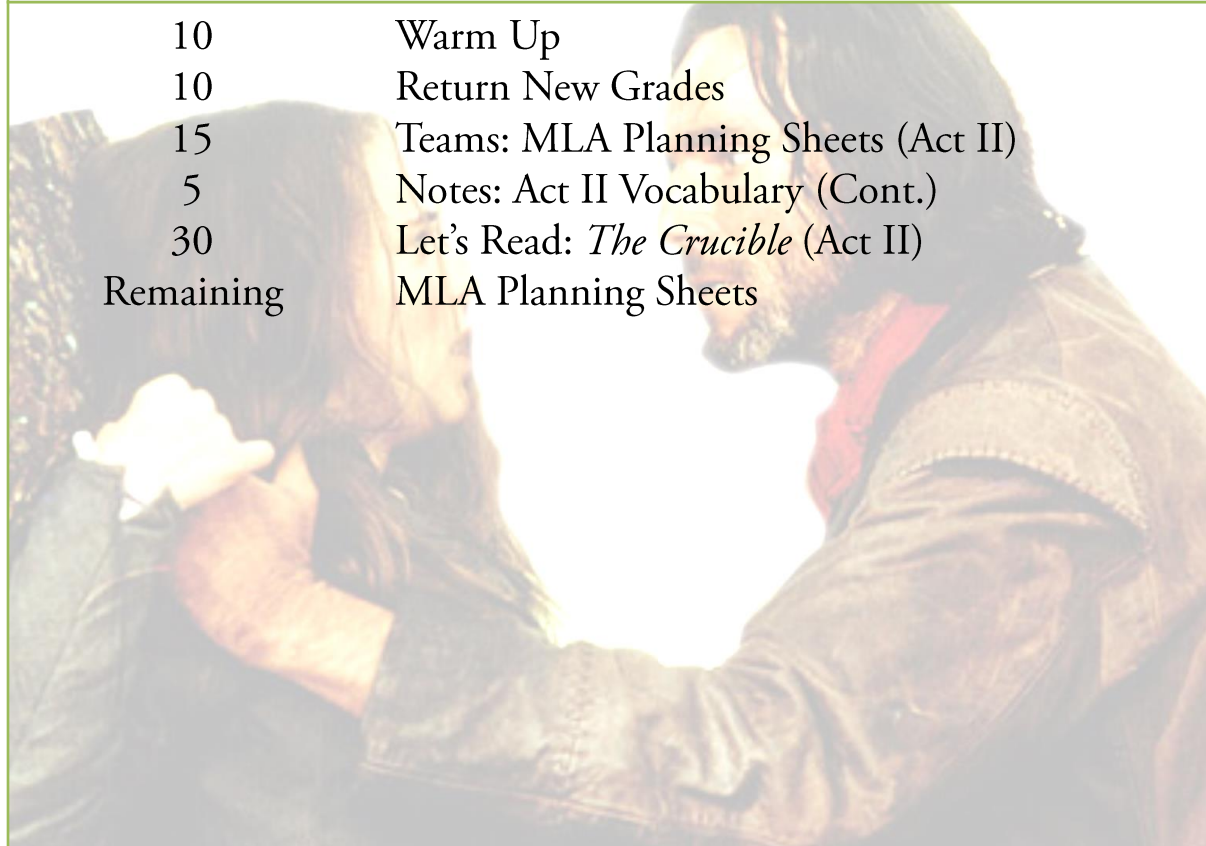 10 Warm Up
10 Return New Grades
15 Teams: MLA Planning Sheets (Act II)
5 Notes: Act II Vocabulary (Cont.)
30 Let’s Read: The Crucible (Act II)
Remaining MLA Planning Sheets